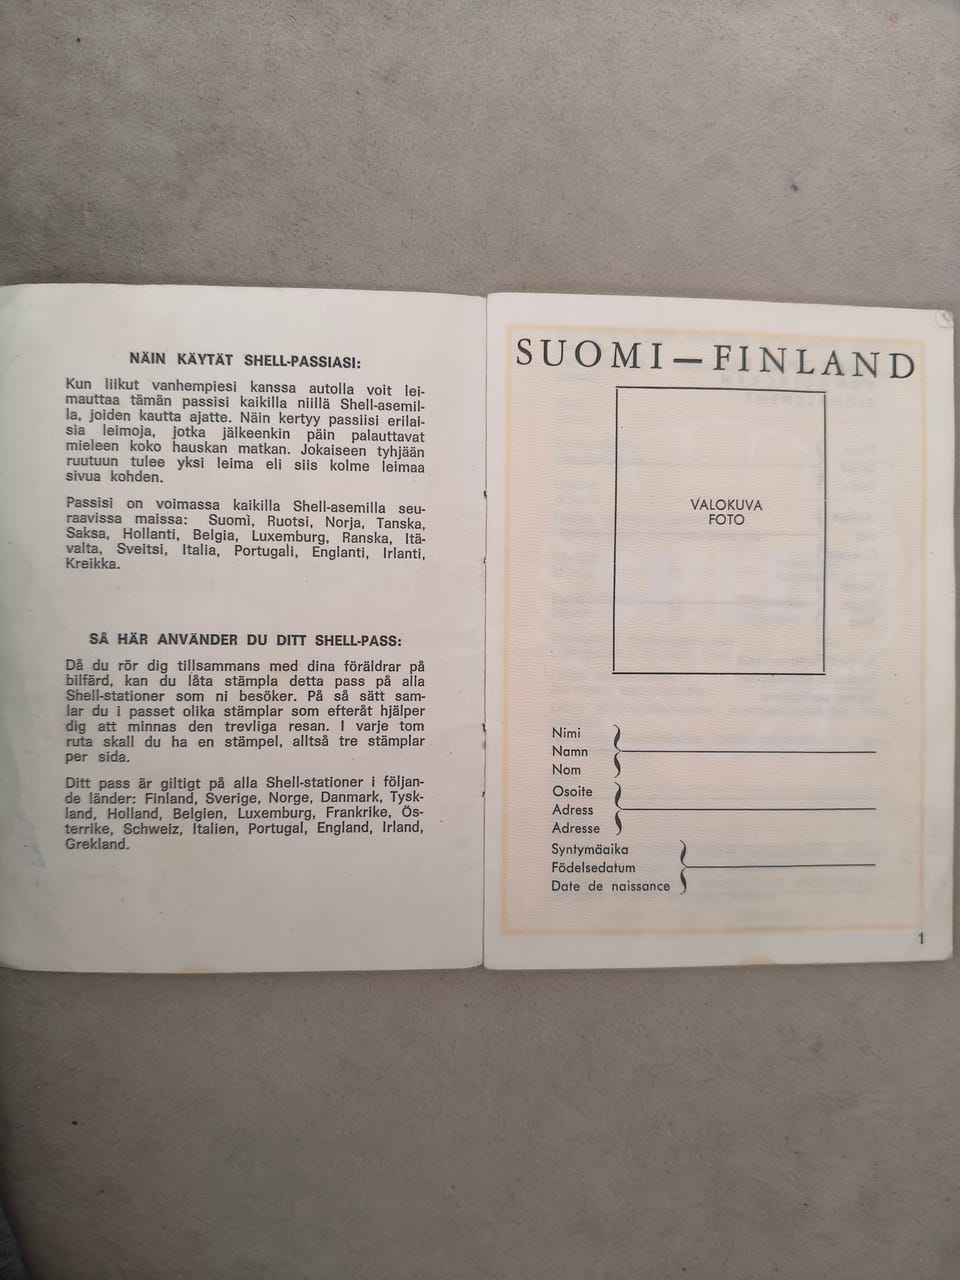 NÄIN KÄYTÄT SHELL-PASSIASI:
Kun liikut vanhempiesi kanssa autolla voit lei-
mauttaa tämän passisi kaikilla niillä Shell-asemil-
la, joiden kautta ajatte. Näin kertyy passiisi erilai-
sia leimoja, jotka jälkeenkin päin palauttavat
mieleen koko hauskan matkan. Jokaiseen tyhjään
ruutuun tulee yksi leima eli siis kolme leimaa
sivua kohden.
Passisi on voimassa kaikilla Shell-asemilla seu-
raavissa maissa: Suomi, Ruotsi, Norja, Tanska,
Saksa, Hollanti, Belgia, Luxemburg, Ranska, Itä-
valta, Sveitsi, Italia, Portugali, Englanti, Irlanti,
Kreikka.
SÅ HÄR ANVÄNDER DU DITT SHELL-PASS:
Då du rör dig tillsammans med dina föräldrar på
bilfärd, kan du låta stämpla detta pass på alla
Shell-stationer som ni besöker. På så sätt sam-
lar du i passet olika stämplar som efteråt hjälper
dig att minnas den trevliga resan. I varje tom
ruta skall du ha en stämpel, alltså tre stämplar
per sida.
Ditt pass är giltigt på alla Shell-stationer i följan-
de länder: Finland, Sverige, Norge, Danmark, Tysk-
land, Holland, Belgien, Luxemburg, Frankrike, Ös-
terrike, Schweiz, Italien, Portugal, England, Irland,
Grekland.
SUOMI — FINLAND
VALOKUVA
FOTO
Nimi
Namn
Nom
Osoite
Adress
Adresse
Syntymäaika
Födelsedatum
Date de naissance
1